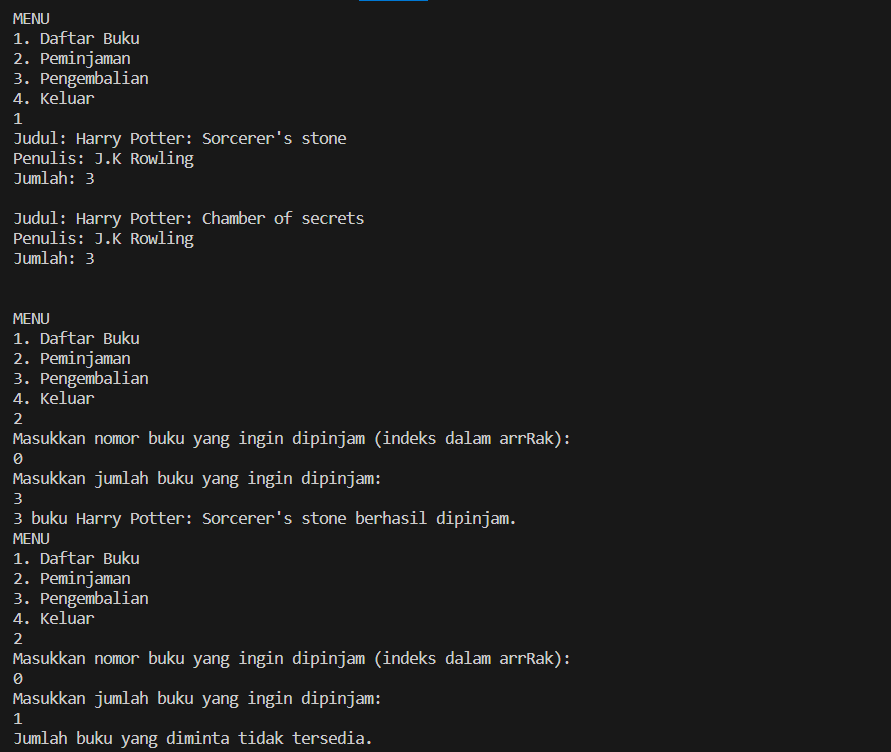 MENU
1. Daftar Buku
2. Peminjaman
3. Pengembalian
4. Keluar
1
Judul: Harry Potter: Sorcerer's stone
Penulis: J.K Rowling
Jumlah: 3
Judul: Harry Potter: Chamber of secrets
Penulis: J.K Rowling
Jumlah: 3
MENU
1. Daftar Buku
2. Peminjaman
3. Pengembalian
4. Keluar
2
Masukkan nomor buku yang ingin dipinjam (indeks dalam arrRak):
0
Masukkan jumlah buku yang ingin dipinjam:
3
3 buku Harry Potter: Sorcerer's stone berhasil dipinjam.
MENU
1. Daftar Buku
2. Peminjaman
3. Pengembalian
4. Keluar
2
Masukkan nomor buku yang ingin dipinjam (indeks dalam arrRak):
0
Masukkan jumlah buku yang ingin dipinjam:
1
Jumlah buku yang diminta tidak tersedia.